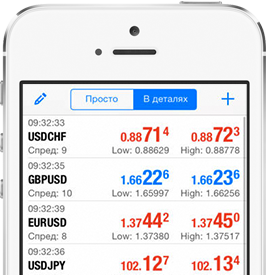 Просто В деталях
09:32:33
USDCHF 0.88714 0.88723
Спред: 9 Low: 0.88629 High: 0.88778
09:32:35
GBPUSD 1.66226 1.66236
Спред: 10 Low: 1.65997 High: 1.66256
09:32:39
EURUSD 1.37442 1.37450
Спред: 8 Low: 1.37380 High: 1.37517
09:32:36
USDJPY 102.127 102.134